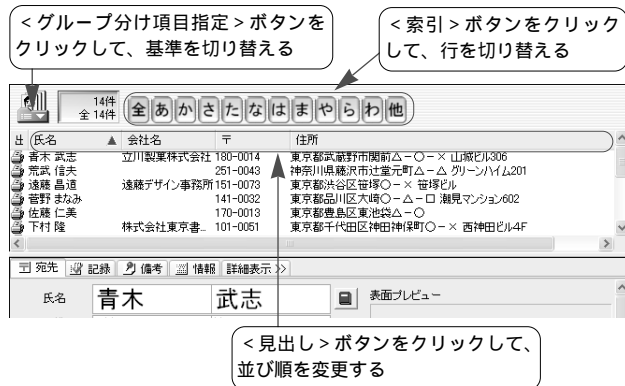 <グループ分け項目指定>ボタンを
クリックして、基準を切り替える
<索引>ボタンをクリック
して、行を切り替える
14件
全 14件
全 あ か さ た な は ま や ら わ 他
出 氏名 ▲ 会社名 〒 住所
青木 武志 立川製菓株式会社 180-0014 東京都武蔵野市関前△−○−× 山城ビル306
荒武 信夫 251-0043 神奈川県藤沢市辻堂元町△−△ グリーンハイム201
遠藤 昌道 遠藤デザイン事務所 151-0073 東京都渋谷区笹塚○−× 笹塚ビル
菅野 まなみ 141-0032 東京都品川区大崎○−△−□ 潮見マンション602
佐藤 仁美 170-0013 東京都豊島区東池袋△−○
下村 隆 株式会社東京書... 101-0051 東京都千代田区神田神保町○−× 西神田ビル4F
宛先 記録 備考 情報 詳細表示>>
氏名 青木 武志 表面プレビュー
<見出し>ボタンをクリックして、
並び順を変更する